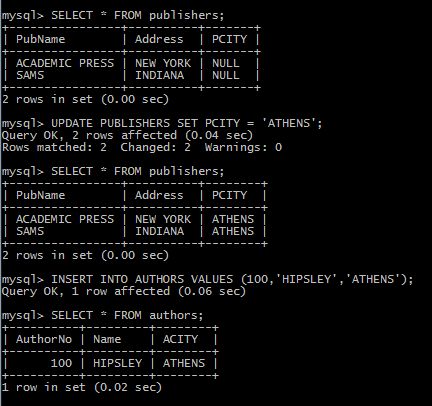 mysql> SELECT * FROM publishers;
+----------------+----------+-------+
| PubName        | Address  | PCITY |
+----------------+----------+-------+
| ACADEMIC PRESS | NEW YORK | NULL  |
| SAMS           | INDIANA  | NULL  |
+----------------+----------+-------+
2 rows in set (0.00 sec)
mysql> UPDATE PUBLISHERS SET PCITY = 'ATHENS';
Query OK, 2 rows affected (0.04 sec)
Rows matched: 2  Changed: 2  Warnings: 0
mysql> SELECT * FROM publishers;
+----------------+----------+--------+
| PubName        | Address  | PCITY  |
+----------------+----------+--------+
| ACADEMIC PRESS | NEW YORK | ATHENS |
| SAMS           | INDIANA  | ATHENS |
+----------------+----------+--------+
2 rows in set (0.00 sec)
mysql> INSERT INTO AUTHORS VALUES (100,'HIPSLEY','ATHENS');
Query OK, 1 row affected (0.06 sec)
mysql> SELECT * FROM authors;
+----------+---------+--------+
| AuthorNo | Name    | ACITY  |
+----------+---------+--------+
|      100 | HIPSLEY | ATHENS |
+----------+---------+--------+
1 row in set (0.02 sec)